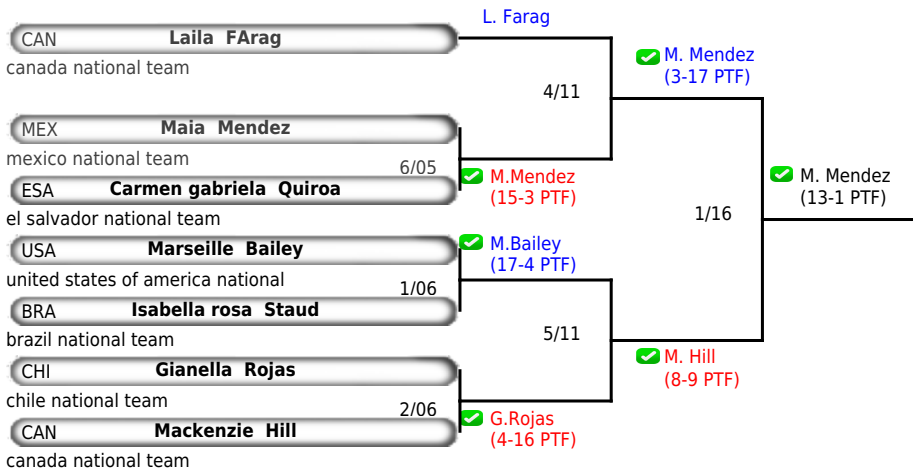 L. Farag
CAN Laila FArag
canada national team
M. Mendez
(3-17 PTF)
4/11
MEX Maia Mendez
mexico national team
6/05
ESA Carmen gabriela Quiroa
el salvador national team
M.Mendez
(15-3 PTF)
M. Mendez
(13-1 PTF)
1/16
USA Marseille Bailey
united states of america national
M.Bailey
(17-4 PTF)
1/06
BRA Isabella rosa Staud
brazil national team
5/11
CHI Gianella Rojas
chile national team
M. Hill
(8-9 PTF)
2/06
CAN Mackenzie Hill
canada national team
G.Rojas
(4-16 PTF)